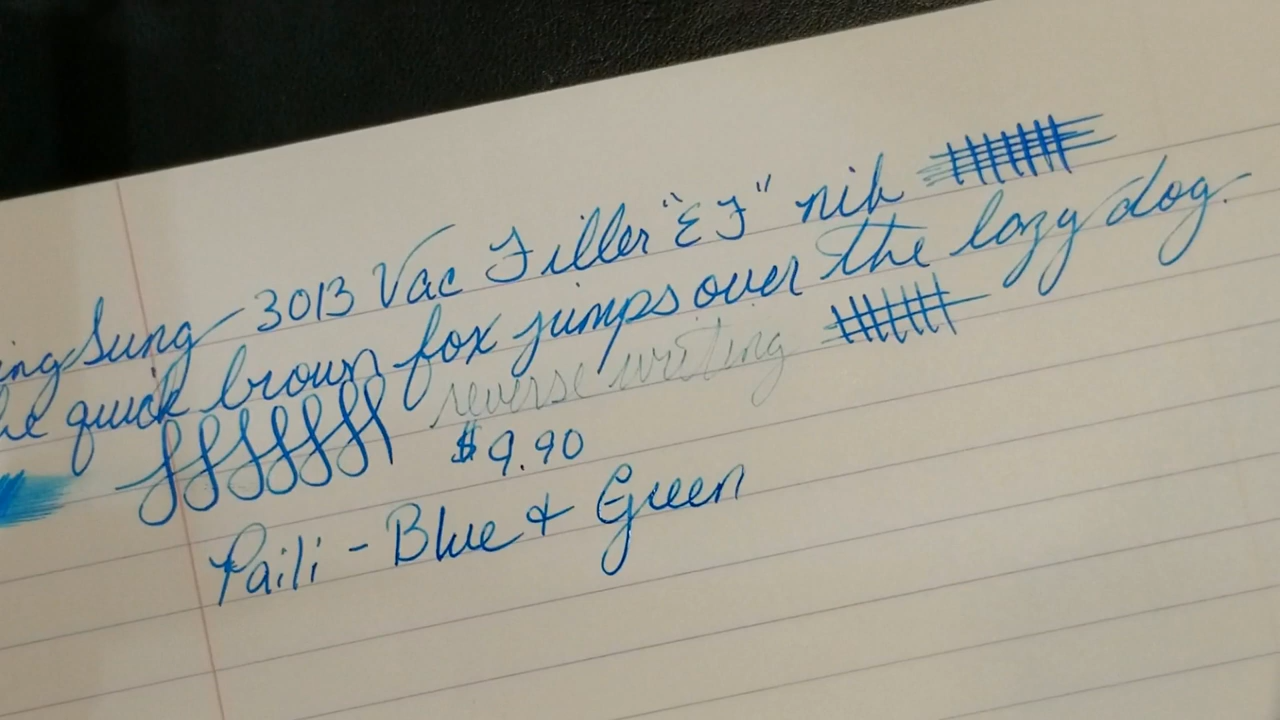 ing Sung 3013 Vac Filler "EF" nib
he quick brown fox jumps over the lazy dog.
reverse writing
$9.90
Paili - Blue & Green